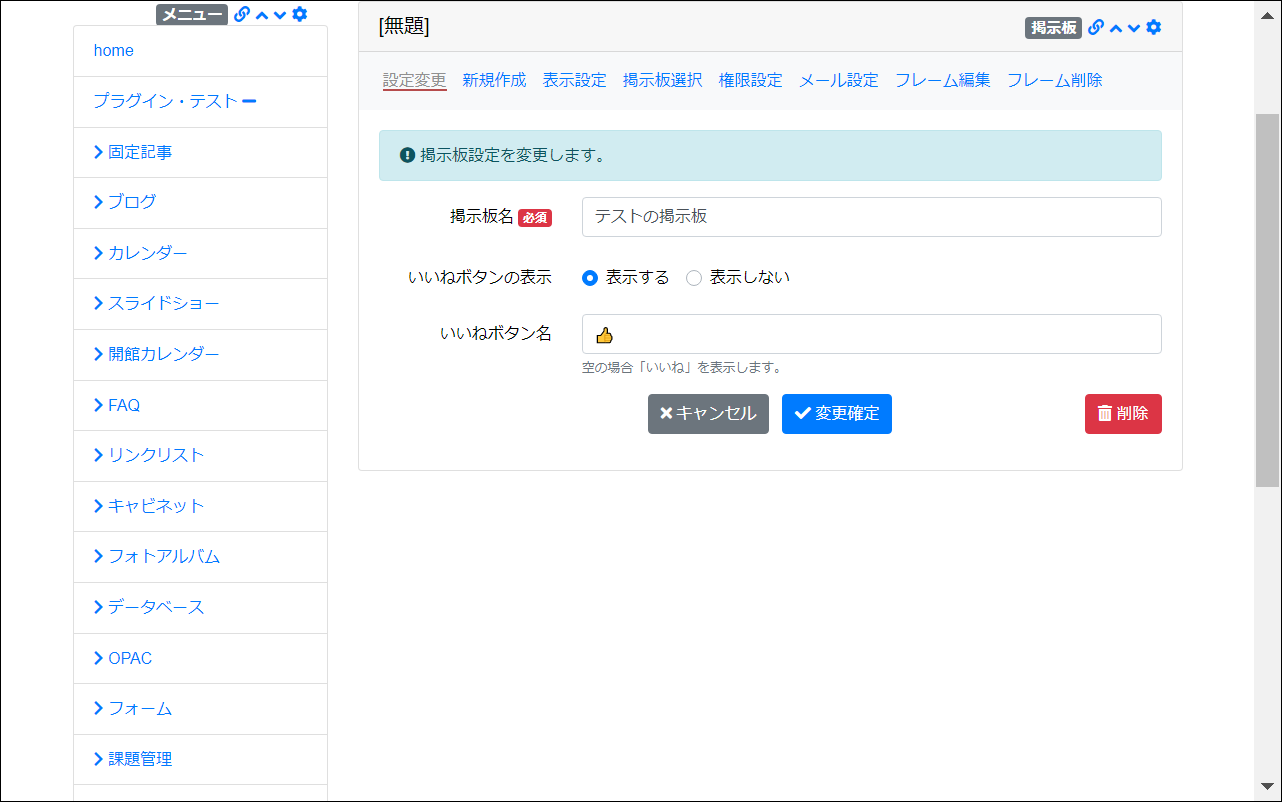 メニュー
home
プラグイン・テスト
固定記事
ブログ
カレンダー
スライドショー
開館カレンダー
FAQ
リンクリスト
キャビネット
フォトアルバム
データベース
OPAC
フォーム
課題管理
[無題]
掲示板
設定変更 新規作成 表示設定 掲示板選択 権限設定 メール設定 フレーム編集 フレーム削除
掲示板設定を変更します。
掲示板名 必須 テストの掲示板
いいねボタンの表示 表示する 表示しない
いいねボタン名 👍
空の場合「いいね」を表示します。
キャンセル 変更確定 削除